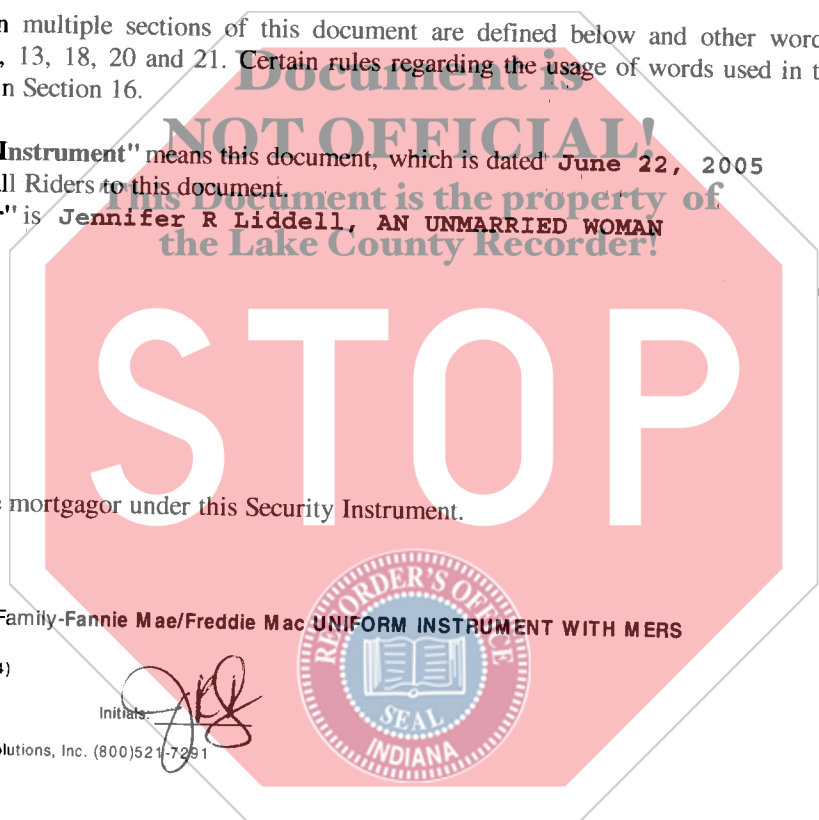 n multiple sections of this document are defined below and other word
, 13, 18, 20 and 21. Certain rules regarding the usage of words used in t
n Section 16.
Document is
NOT OFFICIAL!
Instrument" means this document, which is dated June 22, 2005
ll Riders to this document.
This Document is the property of
" is Jennifer R Liddell, AN UNMARRIED WOMAN
the Lake County Recorder!
STOP
mortgagor under this Security Instrument.
RECORDER'S OFFICE
Family-Fannie Mae/Freddie Mac UNIFORM INSTRUMENT WITH MERS
4)
Initials:
SEAL
lutions, Inc. (800)521-7291
INDIANA